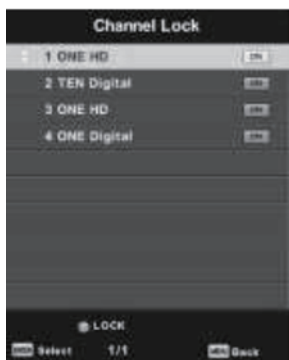 Channel Lock
1 ONE HD
2 TEN Digital
3 ONE HD
4 ONE Digital
LOCK
Select 1/1 Back